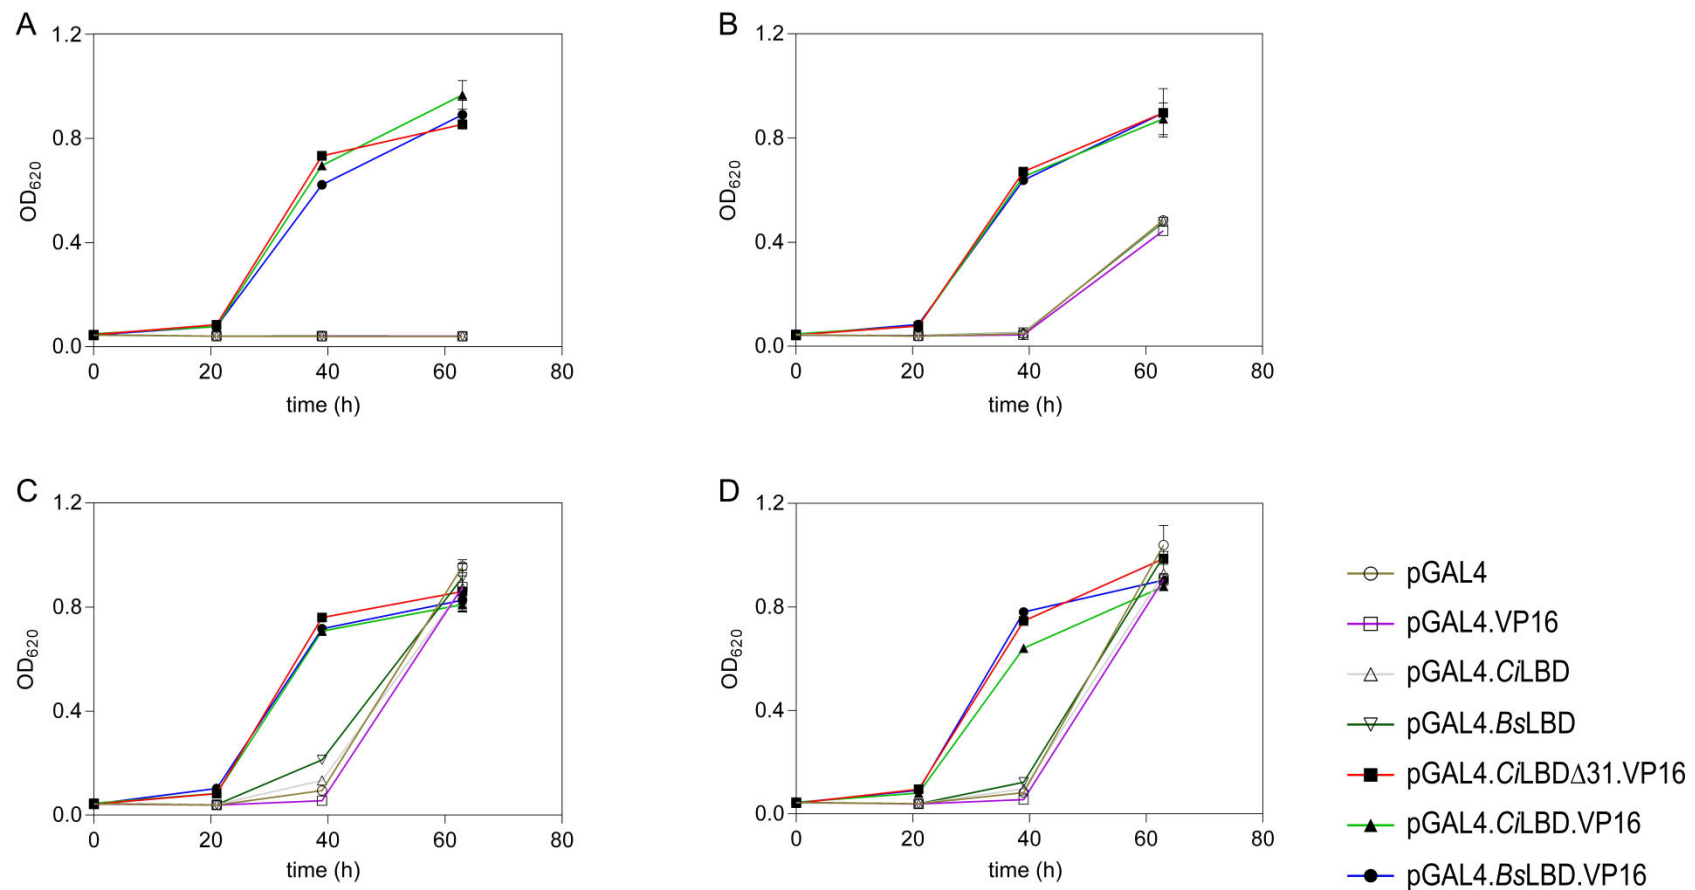 A
1.2
0.8
0.4
0.0
OD620
0 20 40 60 80
time (h)
B
1.2
0.8
0.4
0.0
OD620
0 20 40 60 80
time (h)
C
1.2
0.8
0.4
0.0
OD620
0 20 40 60 80
time (h)
D
1.2
0.8
0.4
0.0
OD620
0 20 40 60 80
time (h)
pGAL4
pGAL4.VP16
pGAL4.CiLBD
pGAL4.BsLBD
pGAL4.CiLBDΔ31.VP16
pGAL4.CiLBD.VP16
pGAL4.BsLBD.VP16